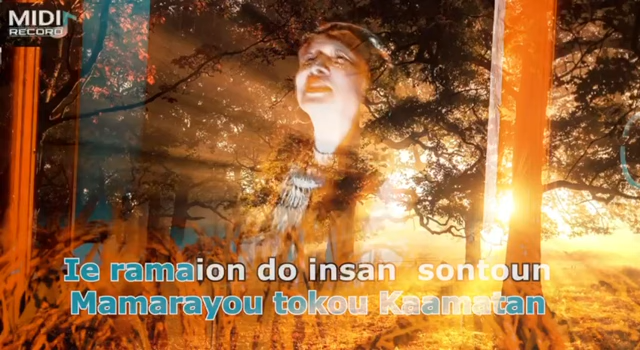 MIDI
RECORD
Ie ramaion do insan sontoun
Mamarayou tokou Kaamatan